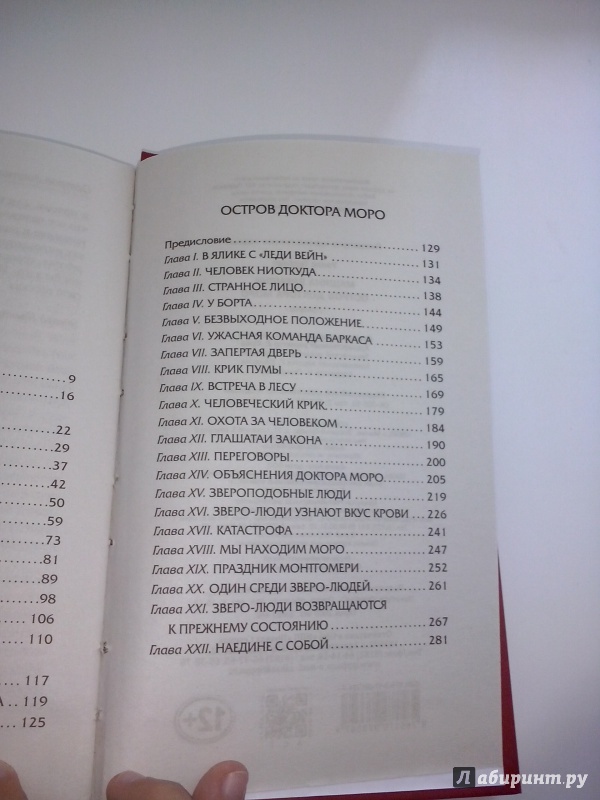 9
16
22
29
37
42
50
59
73
81
89
98
106
110
117
А .. 119
125
ОСТРОВ ДОКТОРА МОРО
Предисловие 129
Глава I. В ЯЛИКЕ С «ЛЕДИ ВЕЙН» 131
Глава II. ЧЕЛОВЕК НИОТКУДА 134
Глава III. СТРАННОЕ ЛИЦО 138
Глава IV. У БОРТА 144
Глава V. БЕЗВЫХОДНОЕ ПОЛОЖЕНИЕ 149
Глава VI. УЖАСНАЯ КОМАНДА БАРКАСА 153
Глава VII. ЗАПЕРТАЯ ДВЕРЬ 159
Глава VIII. КРИК ПУМЫ 165
Глава IX. ВСТРЕЧА В ЛЕСУ 169
Глава X. ЧЕЛОВЕЧЕСКИЙ КРИК 179
Глава XI. ОХОТА ЗА ЧЕЛОВЕКОМ 184
Глава XII. ГЛАШАТАИ ЗАКОНА 190
Глава XIII. ПЕРЕГОВОРЫ 200
Глава XIV. ОБЪЯСНЕНИЯ ДОКТОРА МОРО 205
Глава XV. ЗВЕРОПОДОБНЫЕ ЛЮДИ 219
Глава XVI. ЗВЕРО-ЛЮДИ УЗНАЮТ ВКУС КРОВИ 226
Глава XVII. КАТАСТРОФА 241
Глава XVIII. МЫ НАХОДИМ МОРО 247
Глава XIX. ПРАЗДНИК МОНТГОМЕРИ 252
Глава XX. ОДИН СРЕДИ ЗВЕРО-ЛЮДЕЙ 261
Глава XXI. ЗВЕРО-ЛЮДИ ВОЗВРАЩАЮТСЯ
К ПРЕЖНЕМУ СОСТОЯНИЮ 267
Глава XXII. НАЕДИНЕ С СОБОЙ 281
12+
Лабиринт.ру